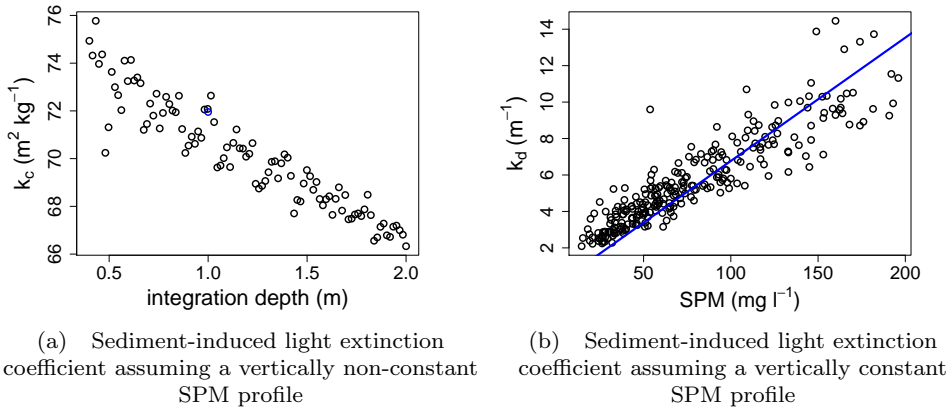 76
74
72
70
68
66
k_c (m² kg⁻¹)
0.5 1.0 1.5 2.0
integration depth (m)
(a) Sediment-induced light extinction
coefficient assuming a vertically non-constant
SPM profile
14
12
10
8
6
4
2
k_d (m⁻¹)
50 100 150 200
SPM (mg l⁻¹)
(b) Sediment-induced light extinction
coefficient assuming a vertically constant
SPM profile